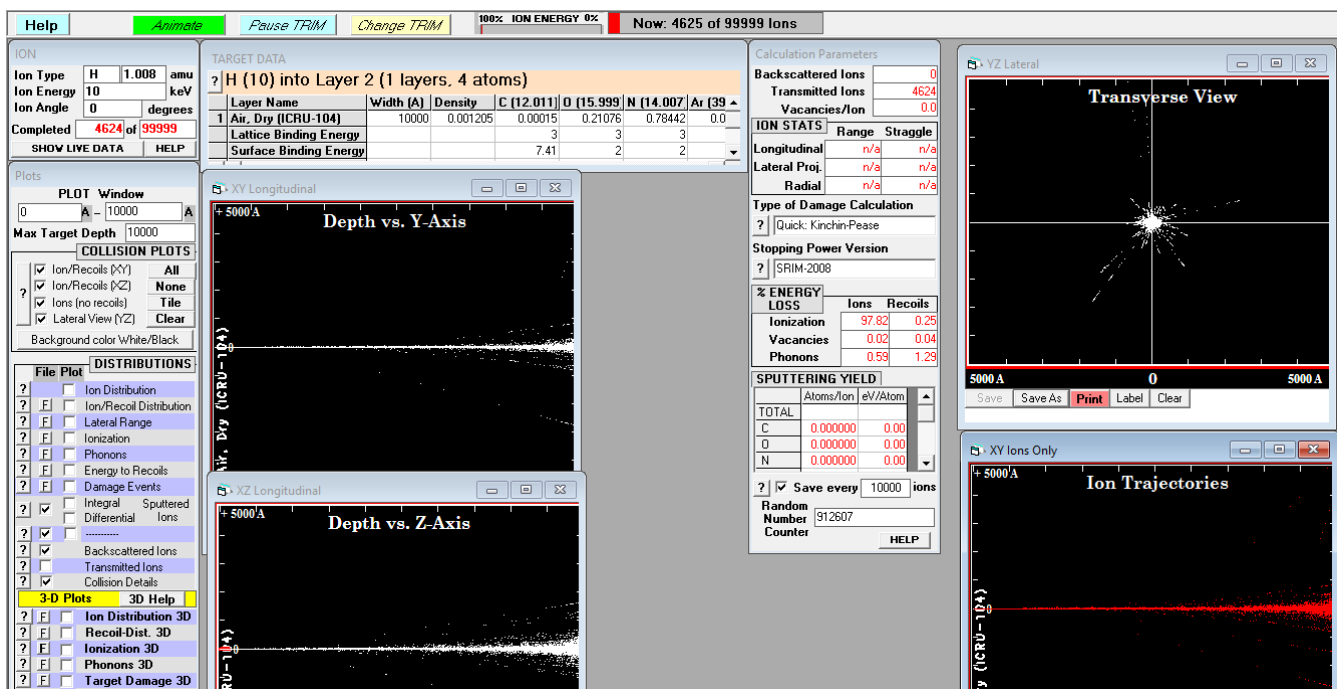 Help Animate Pause TRIM Change TRIM 100% ION ENERGY 0% Now: 4625 of 99999 Ions
ION
Ion Type H 1.008 amu
Ion Energy 10 keV
Ion Angle 0 degrees
Completed 4624 of 99999
SHOW LIVE DATA HELP
TARGET DATA
? H (10) into Layer 2 (1 layers, 4 atoms)
Layer Name Width (A) Density C (12.011) O (15.999) N (14.007) Ar (39
1 Air, Dry (ICRU-104) 10000 0.001205 0.00015 0.21076 0.78442 0.0
Lattice Binding Energy 3 3 3
Surface Binding Energy 7.41 2 2
Plots
PLOT Window
0 A - 10000 A
Max Target Depth 10000
COLLISION PLOTS
Ion/Recoils (XY) All
? Ion/Recoils (XZ) None
Ions (no recoils) Tile
Lateral View (YZ) Clear
Background color White/Black
DISTRIBUTIONS
File Plot
? Ion Distribution
? F Ion/Recoil Distribution
? F Lateral Range
? F Ionization
? F Phonons
? F Energy to Recoils
? F Damage Events
? Integral Sputtered
Differential Ions
? -----------
? Backscattered Ions
? Transmitted Ions
? Collision Details
3-D Plots 3D Help
? F Ion Distribution 3D
? F Recoil-Dist. 3D
? F Ionization 3D
? F Phonons 3D
? F Target Damage 3D
XY Longitudinal
+ 5000 A
Depth vs. Y-Axis
0
Air, Dry (ICRU-104)
XZ Longitudinal
+ 5000 A
Depth vs. Z-Axis
0
CRU-104)
Calculation Parameters
Backscattered Ions 0
Transmitted Ions 4624
Vacancies/Ion 0.0
ION STATS Range Straggle
Longitudinal n/a n/a
Lateral Proj. n/a n/a
Radial n/a n/a
Type of Damage Calculation
? Quick: Kinchin-Pease
Stopping Power Version
? SRIM-2008
% ENERGY LOSS Ions Recoils
Ionization 97.82 0.25
Vacancies 0.02 0.04
Phonons 0.59 1.29
SPUTTERING YIELD
Atoms/Ion eV/Atom
TOTAL
C 0.000000 0.00
O 0.000000 0.00
N 0.000000 0.00
? Save every 10000 ions
Random
Number 912607
Counter
HELP
YZ Lateral
Transverse View
5000 A 0 5000 A
Save Save As Print Label Clear
XY Ions Only
+ 5000 A
Ion Trajectories
0
ry (ICRU-104)